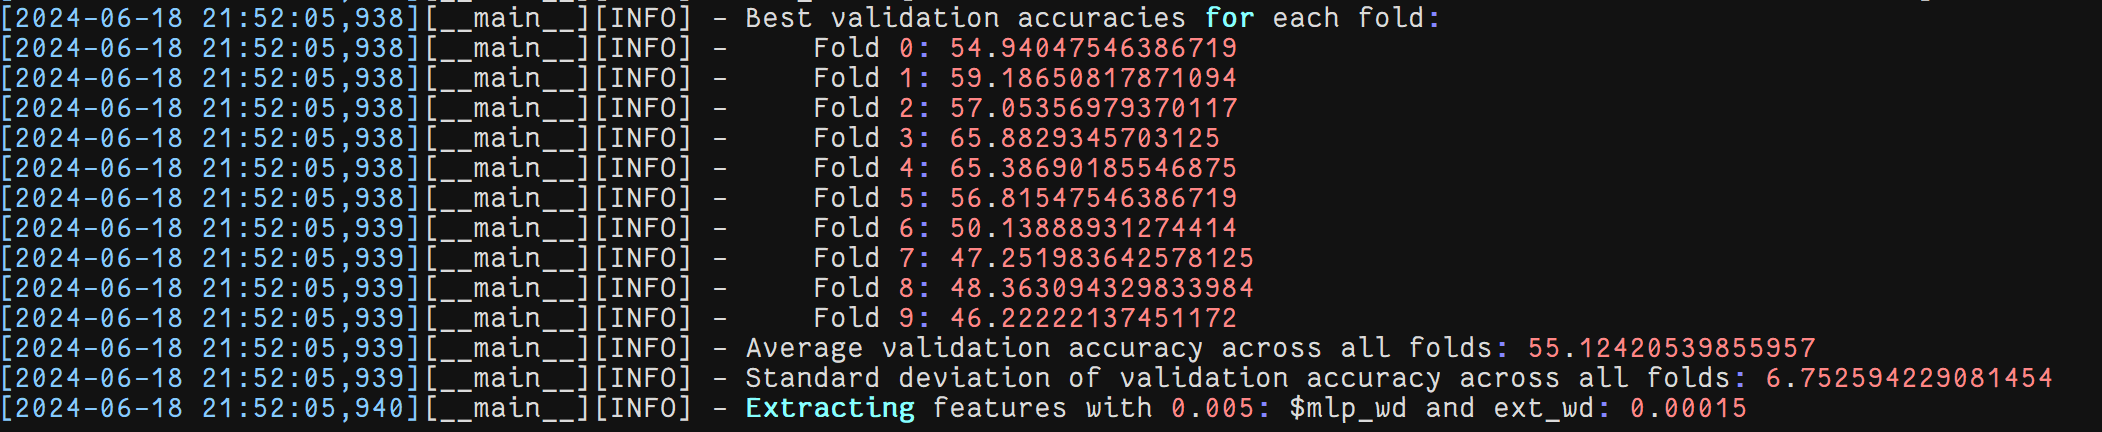 [2024-06-18 21:52:05,938][__main__][INFO] - Best validation accuracies for each fold:
[2024-06-18 21:52:05,938][__main__][INFO] -     Fold 0: 54.94047546386719
[2024-06-18 21:52:05,938][__main__][INFO] -     Fold 1: 59.18650817871094
[2024-06-18 21:52:05,938][__main__][INFO] -     Fold 2: 57.05356979370117
[2024-06-18 21:52:05,938][__main__][INFO] -     Fold 3: 65.8829345703125
[2024-06-18 21:52:05,938][__main__][INFO] -     Fold 4: 65.38690185546875
[2024-06-18 21:52:05,938][__main__][INFO] -     Fold 5: 56.81547546386719
[2024-06-18 21:52:05,939][__main__][INFO] -     Fold 6: 50.13888931274414
[2024-06-18 21:52:05,939][__main__][INFO] -     Fold 7: 47.251983642578125
[2024-06-18 21:52:05,939][__main__][INFO] -     Fold 8: 48.363094329833984
[2024-06-18 21:52:05,939][__main__][INFO] -     Fold 9: 46.22222137451172
[2024-06-18 21:52:05,939][__main__][INFO] - Average validation accuracy across all folds: 55.12420539855957
[2024-06-18 21:52:05,939][__main__][INFO] - Standard deviation of validation accuracy across all folds: 6.752594229081454
[2024-06-18 21:52:05,940][__main__][INFO] - Extracting features with 0.005: $mlp_wd and ext_wd: 0.00015